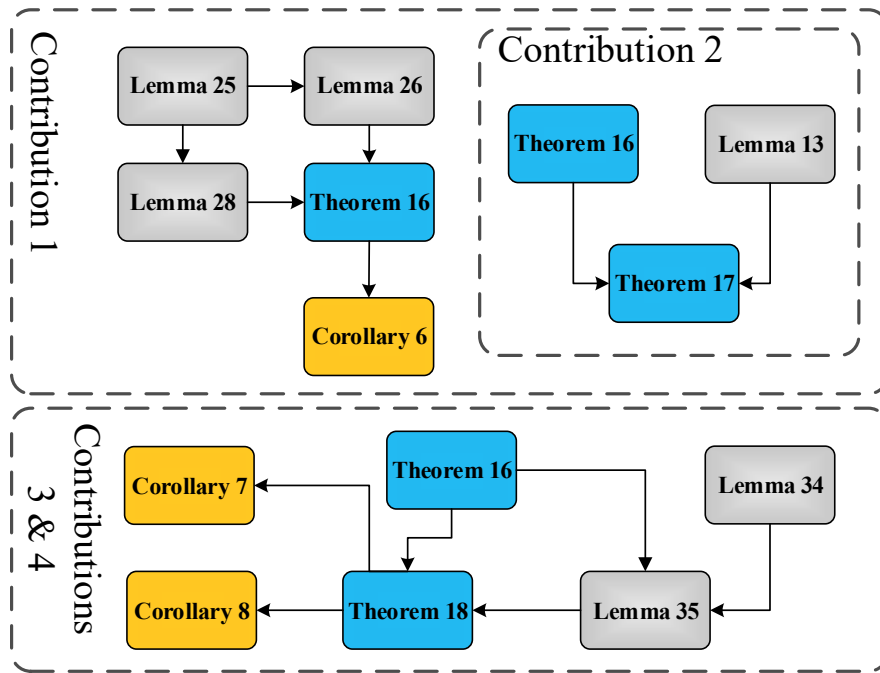 Contribution 1
Lemma 25
Lemma 26
Lemma 28
Theorem 16
Corollary 6
Contribution 2
Theorem 16
Lemma 13
Theorem 17
Contributions
3 & 4
Corollary 7
Theorem 16
Lemma 34
Corollary 8
Theorem 18
Lemma 35